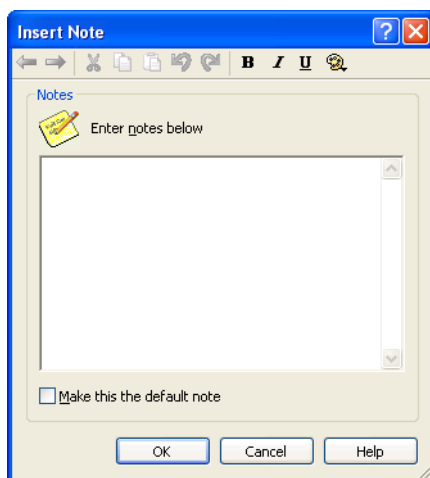 Insert Note
B I U
Notes
Enter notes below
Make this the default note
OK Cancel Help